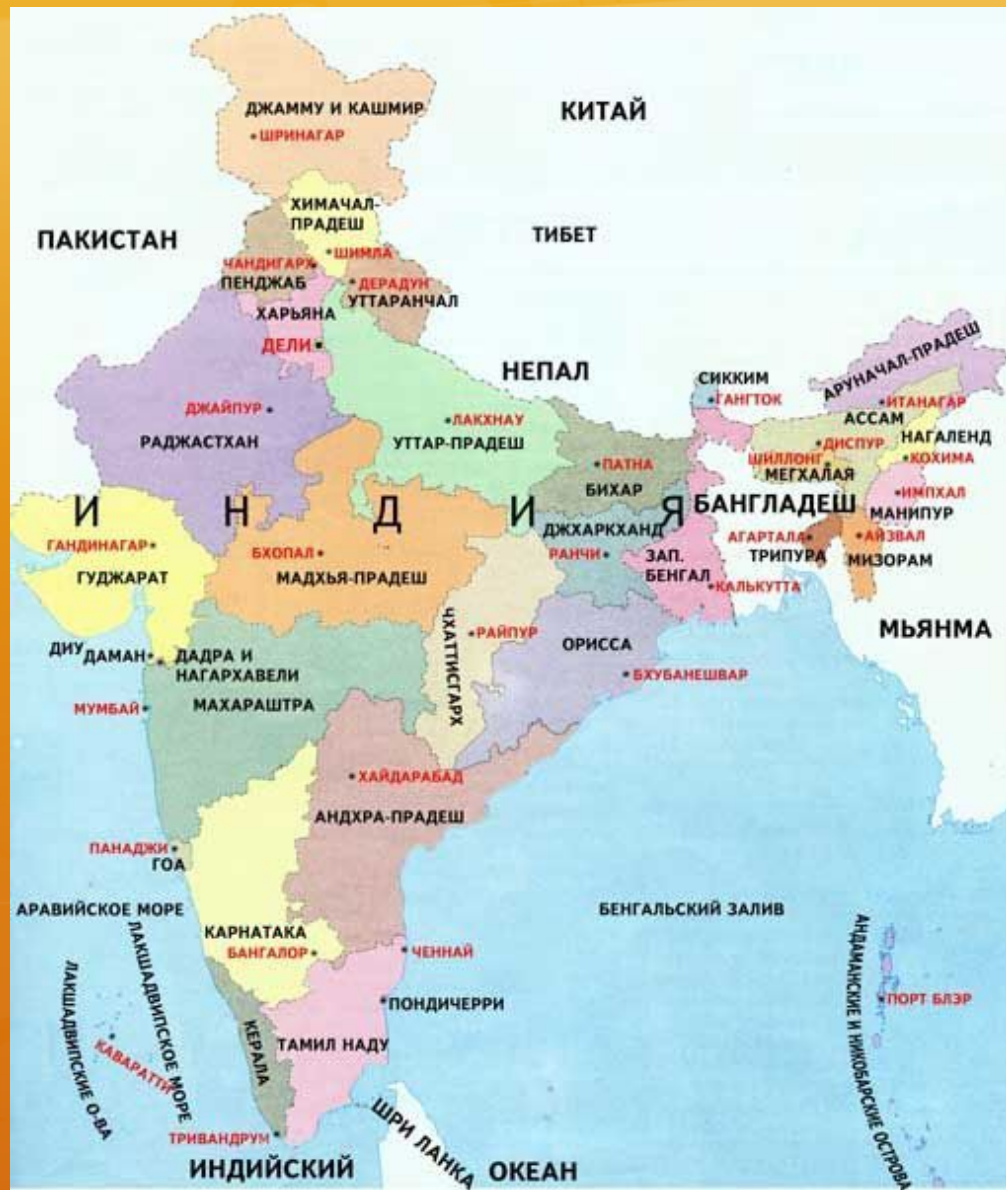 ДЖАММУ И КАШМИР
ШРИНАГАР
КИТАЙ
ХИМАЧАЛ-
ПРАДЕШ
ПАКИСТАН
ТИБЕТ
ШИМЛА
ЧАНДИГАРХ
ПЕНДЖАБ
ДЕРАДУН
УТТАРАНЧАЛ
ХАРЬЯНА
ДЕЛИ
НЕПАЛ
СИККИМ
ГАНГТОК
АРУНАЧАЛ-ПРАДЕШ
ИТАНАГАР
ДЖАЙПУР
РАДЖАСТХАН
ЛАКХНАУ
УТТАР-ПРАДЕШ
АССАМ
ДИСПУР
НАГАЛЕНД
КОХИМА
ШИЛЛОНГ
МЕГХАЛАЯ
ПАТНА
БИХАР
ИМПХАЛ
МАНИПУР
ИНДИЯ
БАНГЛАДЕШ
ДЖХАРКХАНД
РАНЧИ
ЗАП.
БЕНГАЛ
АГАРТАЛА
ТРИПУРА
АЙЗВАЛ
МИЗОРАМ
ГАНДИНАГАР
ГУДЖАРАТ
БХОПАЛ
МАДХЬЯ-ПРАДЕШ
КАЛЬКУТТА
ЧХАТТИСГАРХ
РАЙПУР
ОРИССА
МЬЯНМА
ДИУ
ДАМАН
ДАДРА И
НАГАРХАВЕЛИ
БХУБАНЕШВАР
МУМБАЙ
МАХАРАШТРА
ХАЙДАРАБАД
АНДХРА-ПРАДЕШ
ПАНАДЖИ
ГОА
АРАВИЙСКОЕ МОРЕ
БЕНГАЛЬСКИЙ ЗАЛИВ
КАРНАТАКА
БАНГАЛОР
ЧЕННАЙ
ЛАКШАДВИПСКОЕ МОРЕ
ЛАКШАДВИПСКИЕ О-ВА
КАВАРАТТИ
ПОНДИЧЕРРИ
АНДАМАНСКИЕ И НИКОБАРСКИЕ ОСТРОВА
ПОРТ БЛЭР
КЕРАЛА
ТАМИЛ НАДУ
ТРИВАНДРУМ
ШРИ ЛАНКА
ИНДИЙСКИЙ ОКЕАН